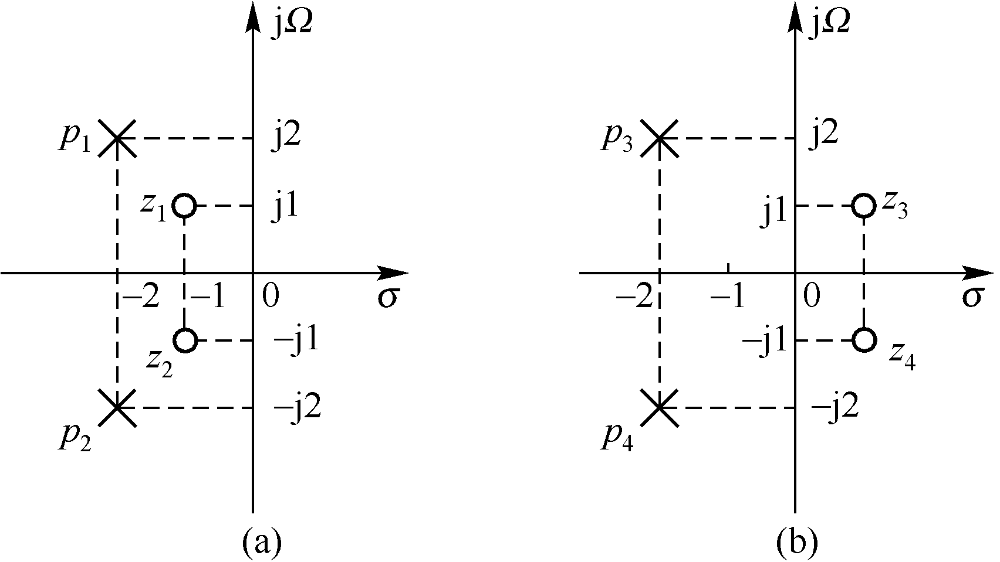 jΩ
p1
j2
z1
j1
–2
–1
0
σ
–j1
z2
–j2
p2
(a)
jΩ
p3
j2
j1
z3
–2
–1
0
σ
–j1
z4
–j2
p4
(b)